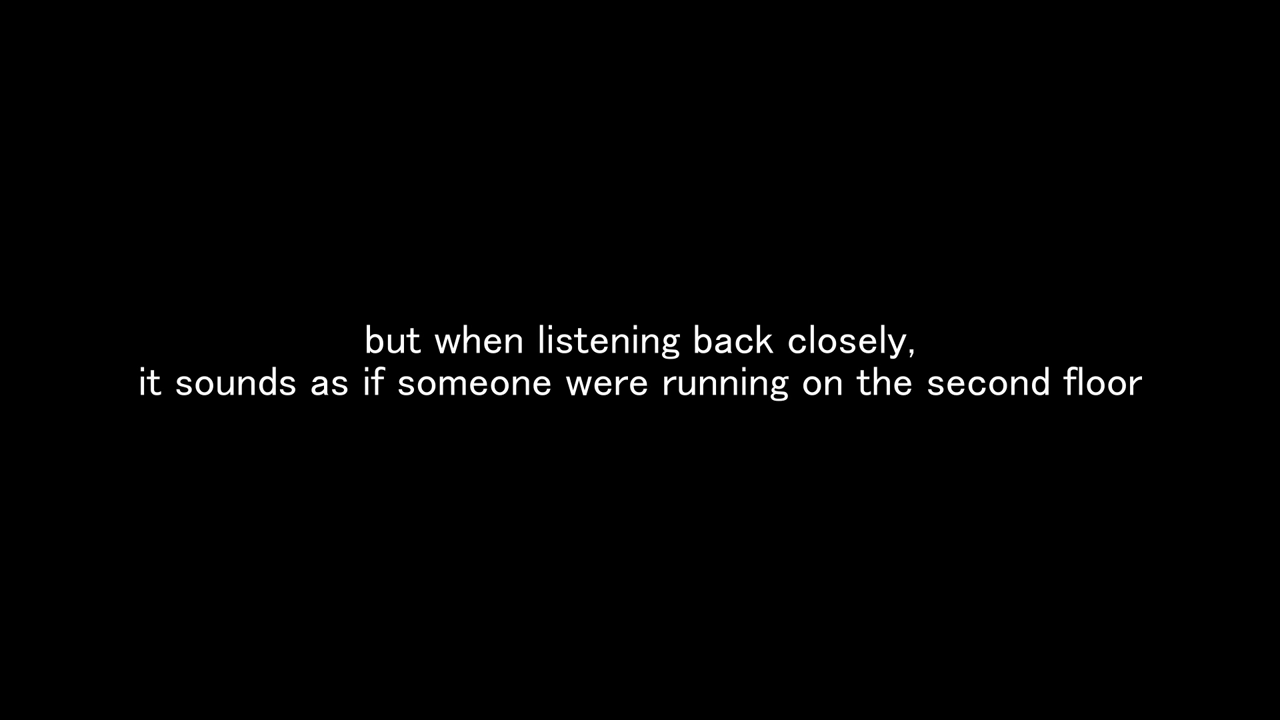 but when listening back closely,
it sounds as if someone were running on the second floor